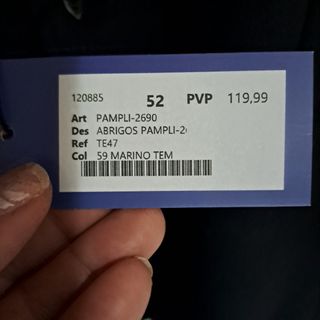 120885 52 PVP 119,99
Art PAMPLI-2690
Des ABRIGOS PAMPLI-2
Ref TE47
Col 59 MARINO TEM